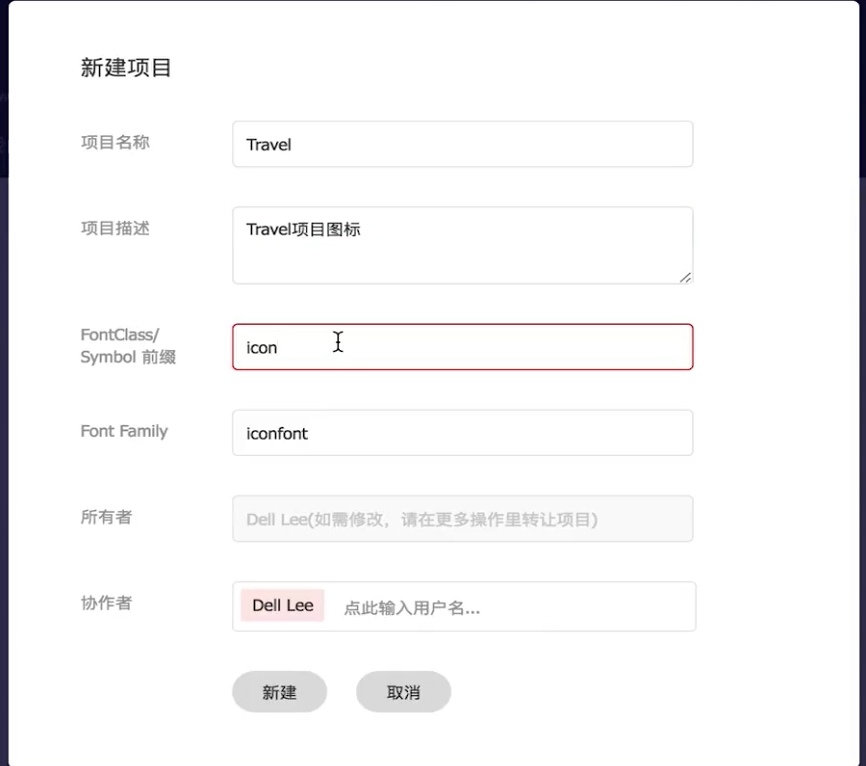 新建项目
项目名称
Travel
项目描述
Travel项目图标
FontClass/
Symbol 前缀
icon
Font Family
iconfont
所有者
Dell Lee(如需修改，请在更多操作里转让项目)
协作者
Dell Lee 点此输入用户名...
新建 取消